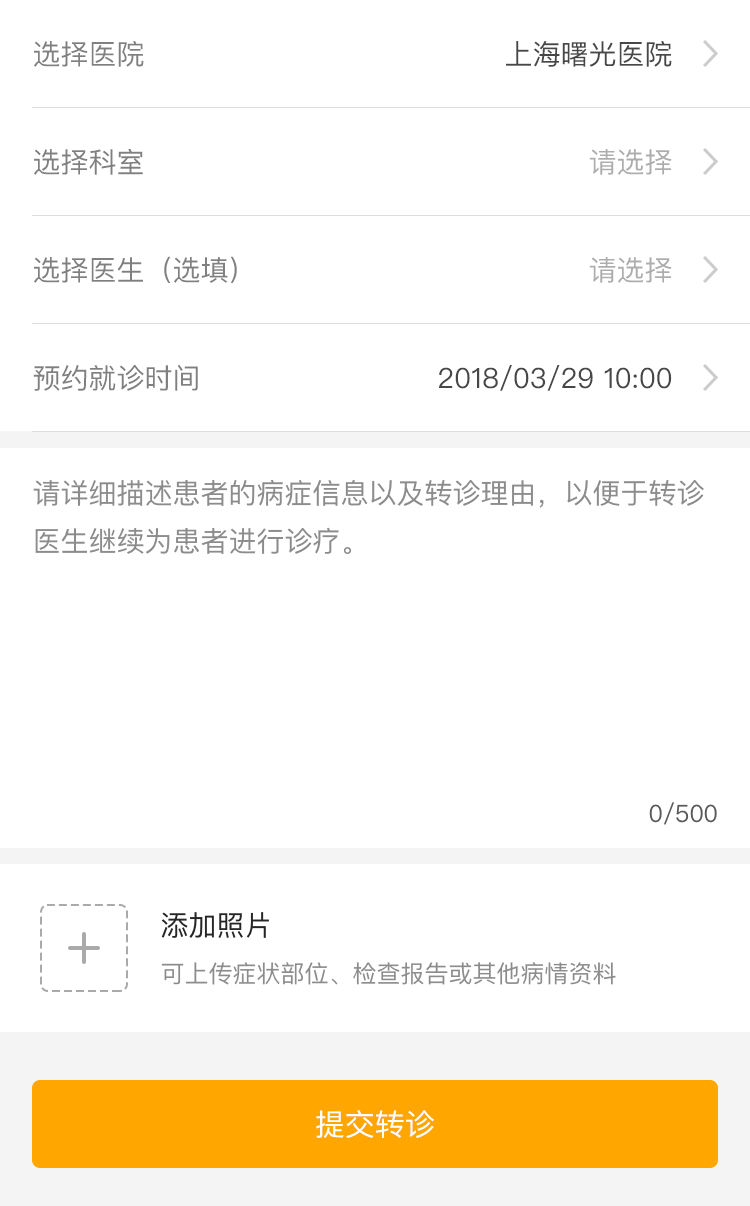 选择医院 上海曙光医院
选择科室 请选择
选择医生（选填） 请选择
预约就诊时间 2018/03/29 10:00
请详细描述患者的病症信息以及转诊理由，以便于转诊
医生继续为患者进行诊疗。
0/500
添加照片
可上传症状部位、检查报告或其他病情资料
提交转诊